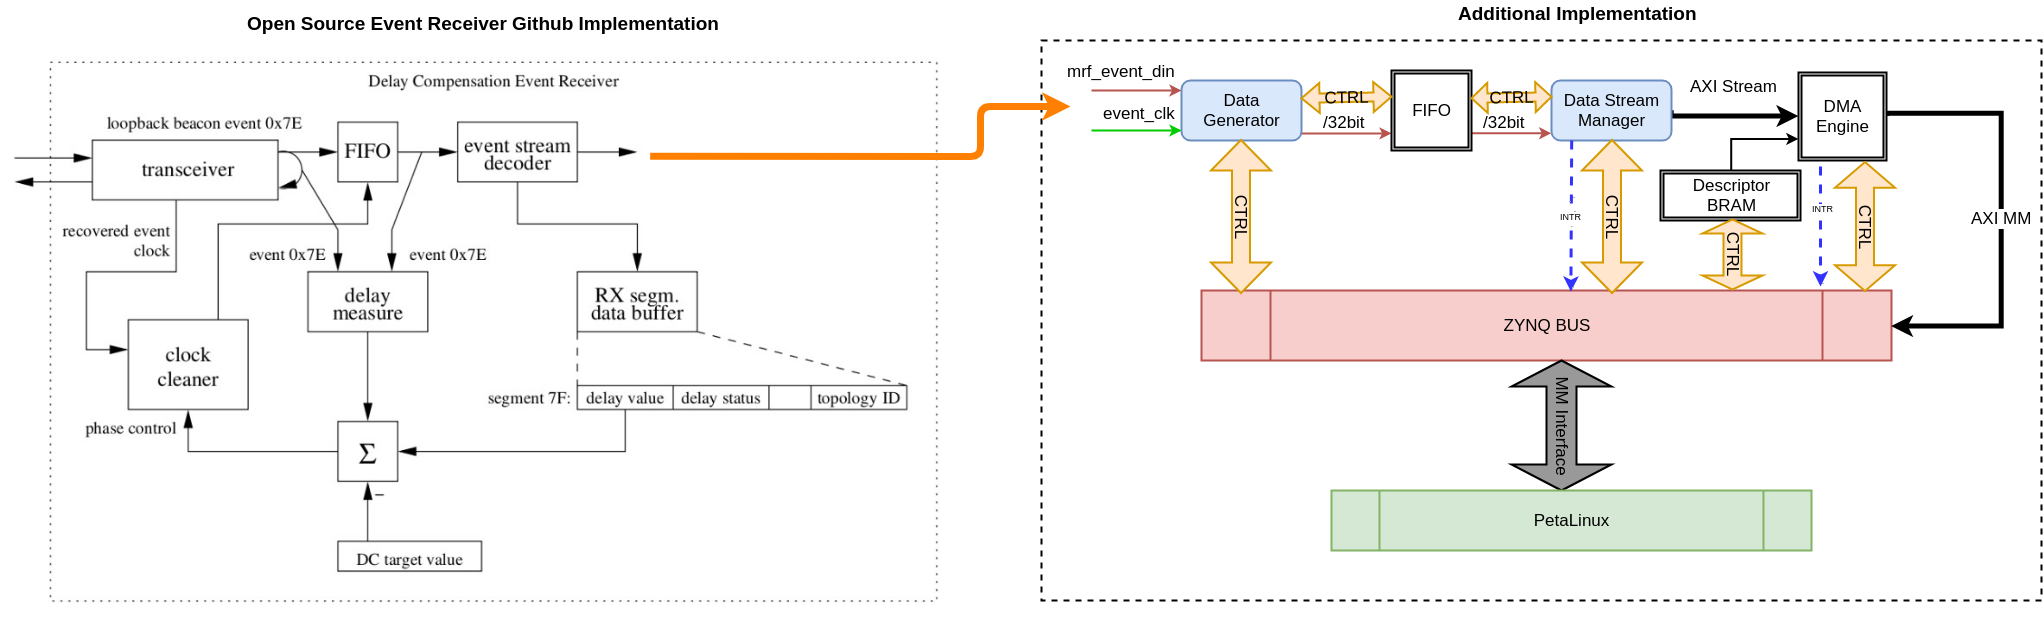 Open Source Event Receiver Github Implementation
Delay Compensation Event Receiver
loopback beacon event 0x7E
transceiver
FIFO
event stream
decoder
recovered event
clock
event 0x7E
event 0x7E
delay
measure
RX segm.
data buffer
clock
cleaner
segment 7F:
delay value
delay status
topology ID
phase control
Σ
−
DC target value
Additional Implementation
mrf_event_din
event_clk
Data
Generator
CTRL
/32bit
FIFO
CTRL
/32bit
Data Stream
Manager
AXI Stream
DMA
Engine
Descriptor
BRAM
CTRL
INTR
CTRL
CTRL
INTR
CTRL
AXI MM
ZYNQ BUS
MM Interface
PetaLinux